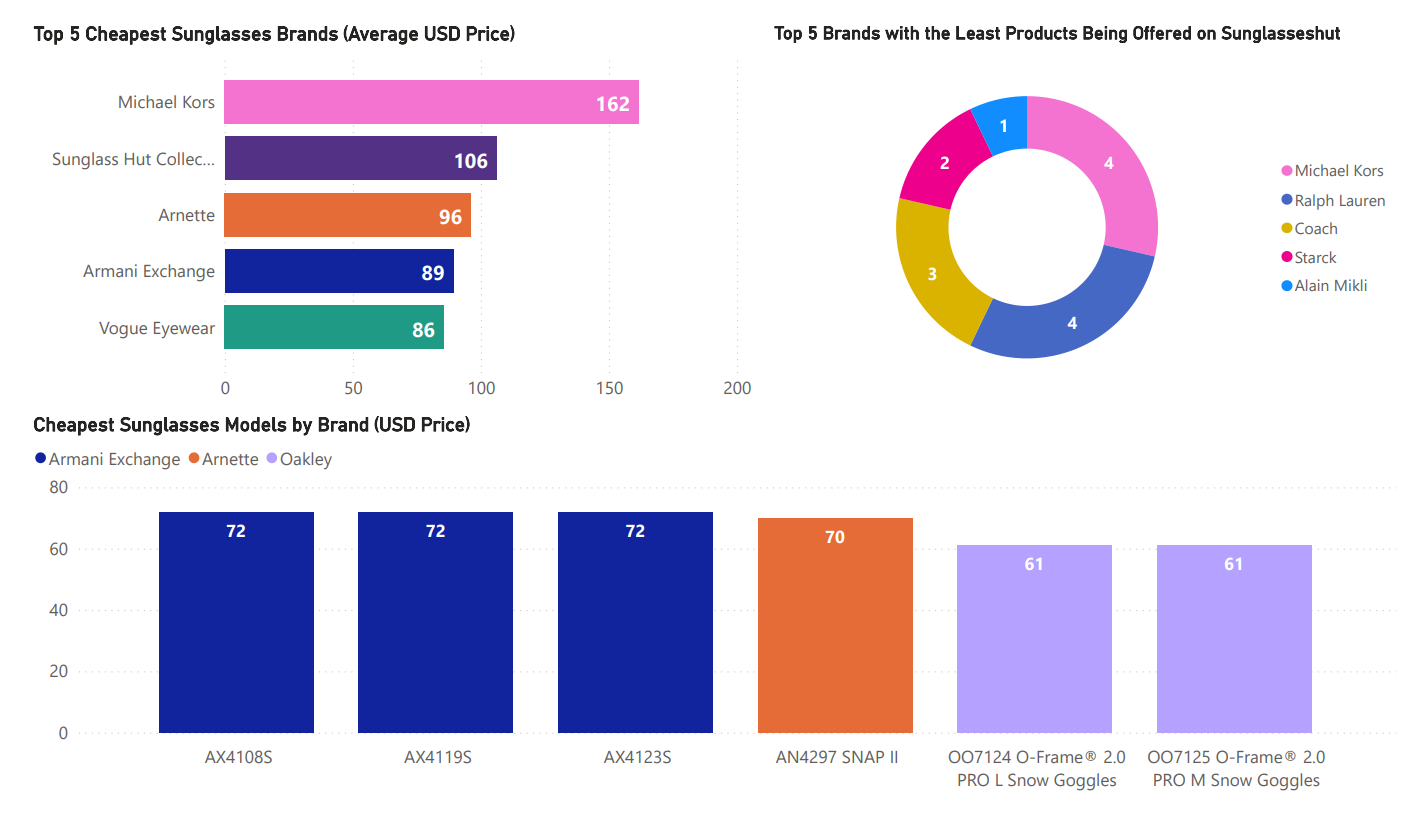 Top 5 Cheapest Sunglasses Brands (Average USD Price)
Michael Kors 162
Sunglass Hut Collec... 106
Arnette 96
Armani Exchange 89
Vogue Eyewear 86
0 50 100 150 200
Top 5 Brands with the Least Products Being Offered on Sunglasseshut
1
4
2
3
4
Michael Kors
Ralph Lauren
Coach
Starck
Alain Mikli
Cheapest Sunglasses Models by Brand (USD Price)
Armani Exchange Arnette Oakley
80
60
40
20
0
72 72 72 70 61 61
AX4108S AX4119S AX4123S AN4297 SNAP II OO7124 O-Frame® 2.0 OO7125 O-Frame® 2.0
PRO L Snow Goggles PRO M Snow Goggles